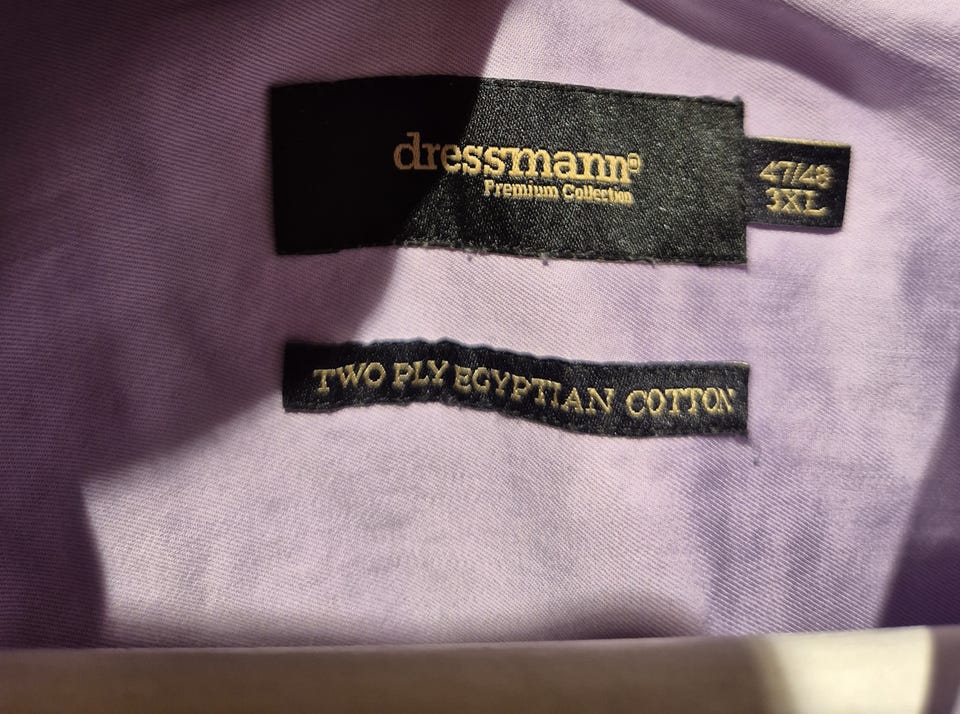 dressmann®
Premium Collection
47/48
3XL
TWO PLY EGYPTIAN COTTON